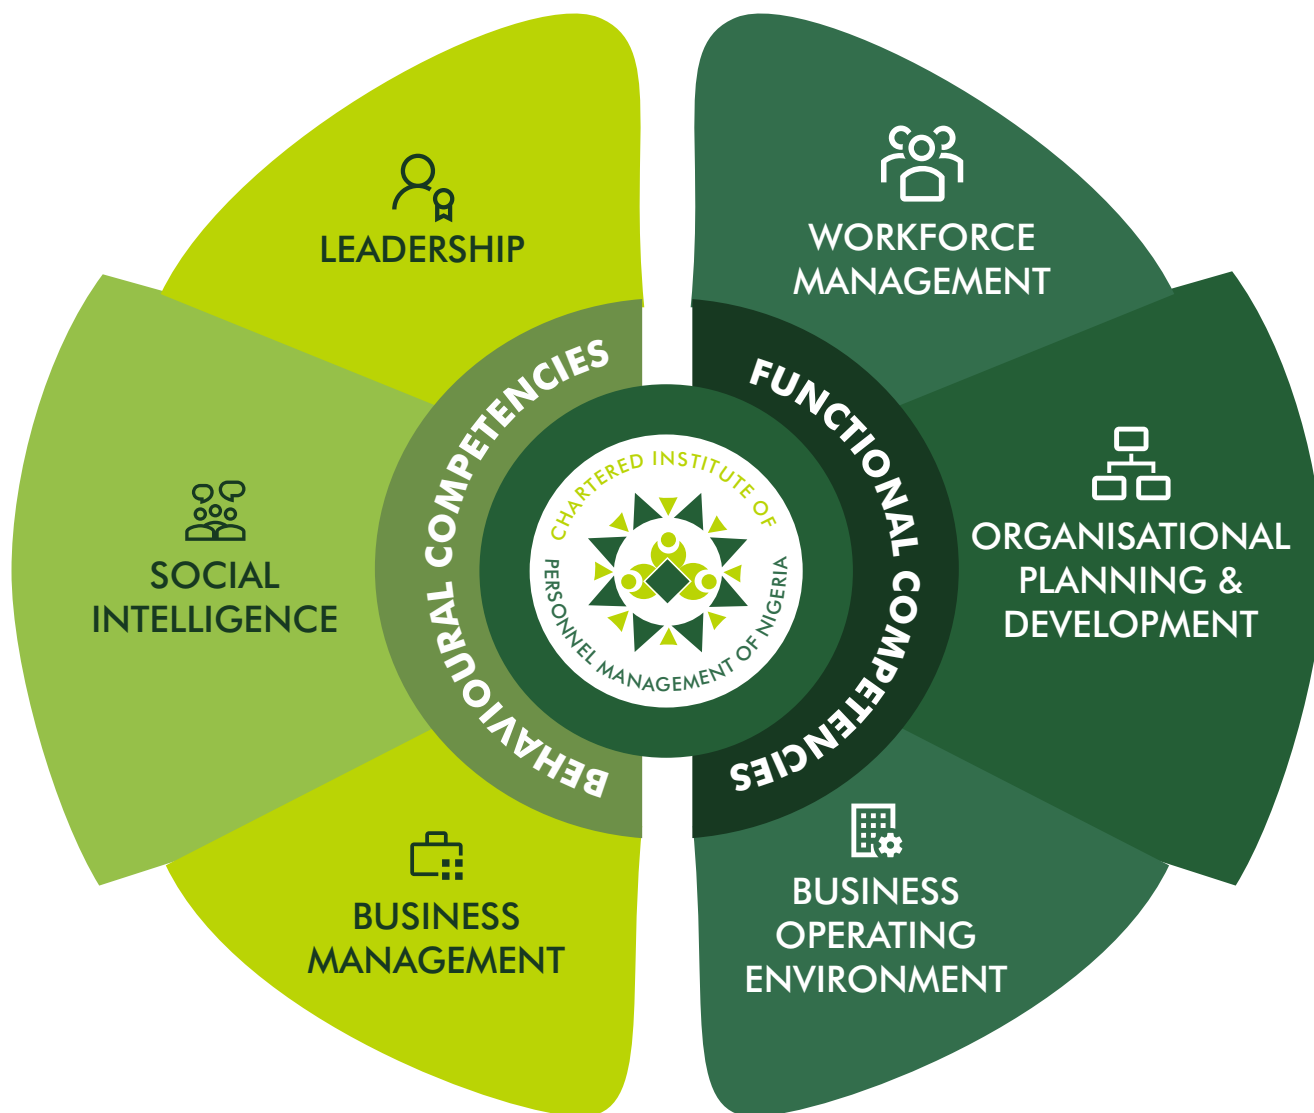 LEADERSHIP
SOCIAL
INTELLIGENCE
BUSINESS
MANAGEMENT
BEHAVIOURAL COMPETENCIES
CHARTERED INSTITUTE OF
PERSONNEL MANAGEMENT OF NIGERIA
FUNCTIONAL COMPETENCIES
WORKFORCE
MANAGEMENT
ORGANISATIONAL
PLANNING &
DEVELOPMENT
BUSINESS
OPERATING
ENVIRONMENT